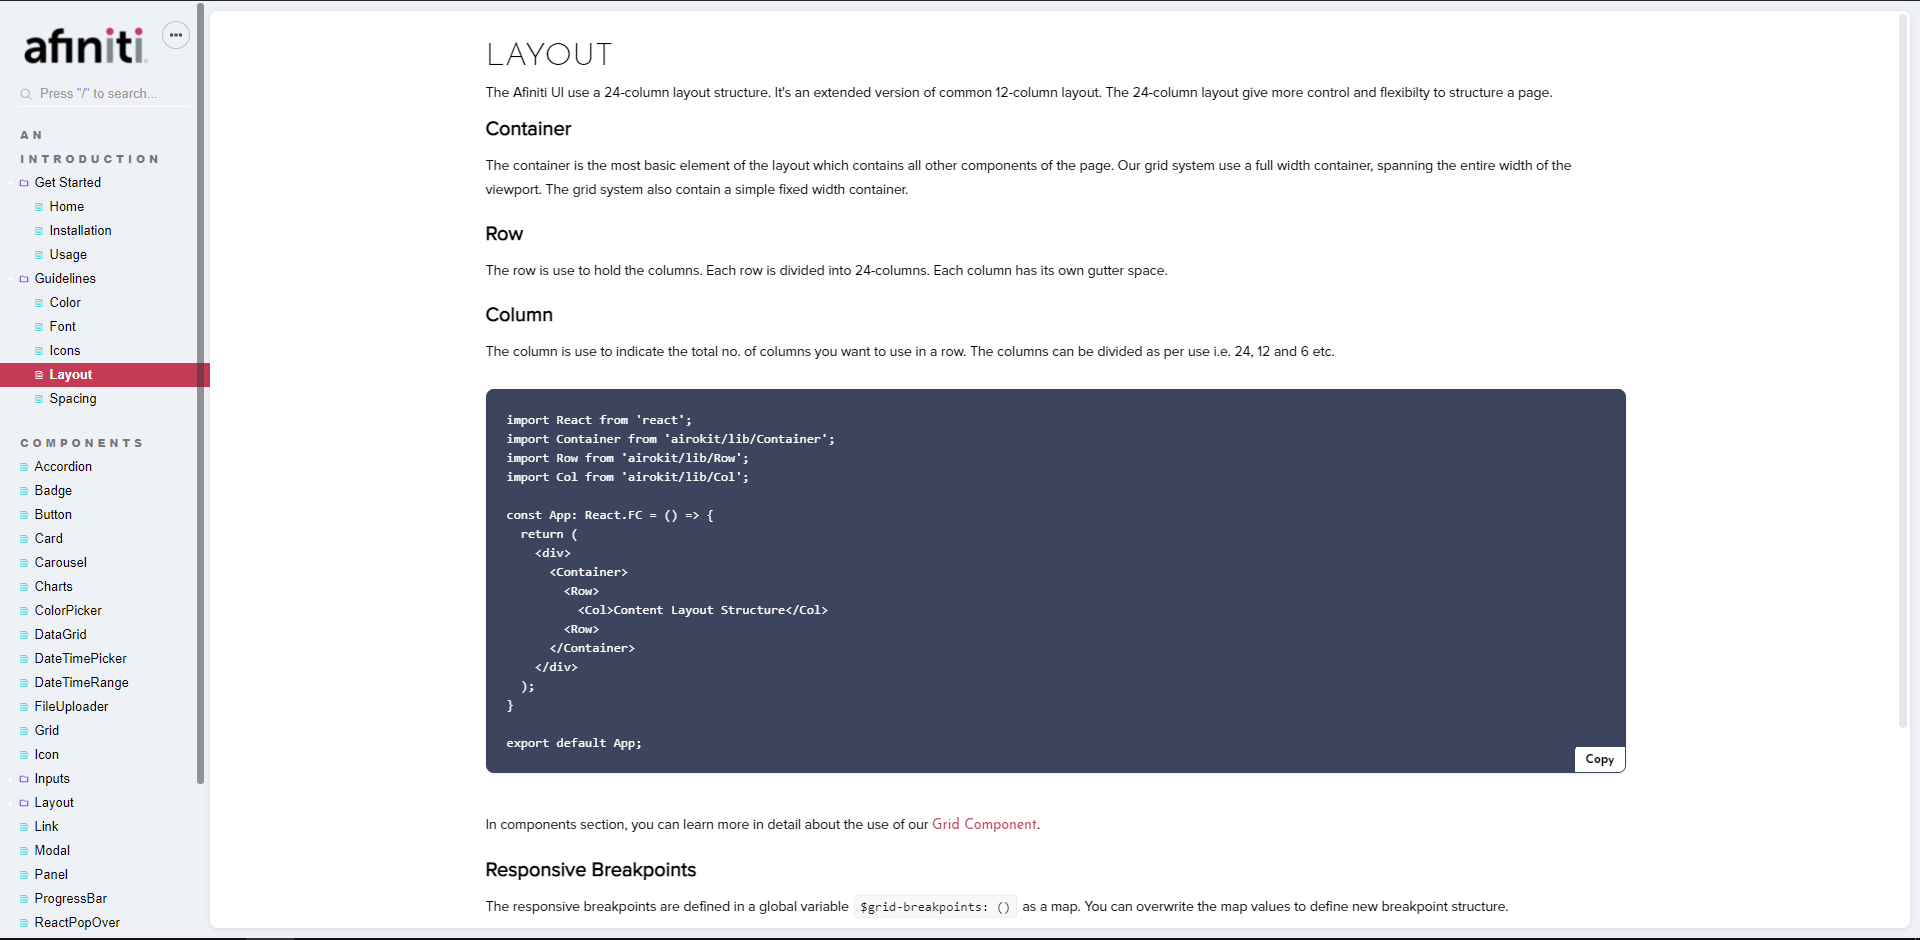 afiniti
Press "/" to search...
AN
INTRODUCTION
Get Started
Home
Installation
Usage
Guidelines
Color
Font
Icons
Layout
Spacing
COMPONENTS
Accordion
Badge
Button
Card
Carousel
Charts
ColorPicker
DataGrid
DateTimePicker
DateTimeRange
FileUploader
Grid
Icon
Inputs
Layout
Link
Modal
Panel
ProgressBar
ReactPopOver
LAYOUT
The Afiniti UI use a 24-column layout structure. It's an extended version of common 12-column layout. The 24-column layout give more control and flexibilty to structure a page.
Container
The container is the most basic element of the layout which contains all other components of the page. Our grid system use a full width container, spanning the entire width of the
viewport. The grid system also contain a simple fixed width container.
Row
The row is use to hold the columns. Each row is divided into 24-columns. Each column has its own gutter space.
Column
The column is use to indicate the total no. of columns you want to use in a row. The columns can be divided as per use i.e. 24, 12 and 6 etc.
import React from 'react';
import Container from 'airokit/lib/Container';
import Row from 'airokit/lib/Row';
import Col from 'airokit/lib/Col';
const App: React.FC = () => {
return (
<div>
<Container>
<Row>
<Col>Content Layout Structure</Col>
<Row>
</Container>
</div>
);
}
export default App;
Copy
In components section, you can learn more in detail about the use of our Grid Component.
Responsive Breakpoints
The responsive breakpoints are defined in a global variable $grid-breakpoints: () as a map. You can overwrite the map values to define new breakpoint structure.